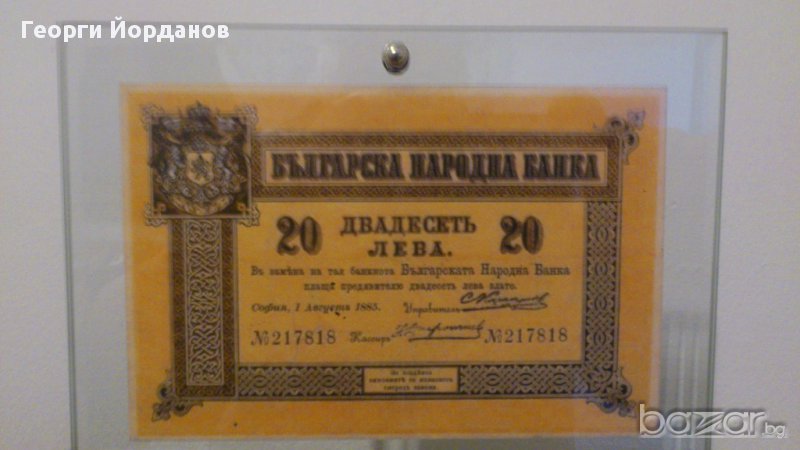 Георги Йорданов
БЪЛГАРСКА НАРОДНА БАНКА
20 ДВАДЕСЕТЬ 20
ЛЕВА.
Въ замѣна на тая банкнота Българската Народна Банка
плаща предявителю двадесеть лева злато.
София, 1 Августа 1885. Управитель
№217818 Кассиръ №217818
bazar.bg